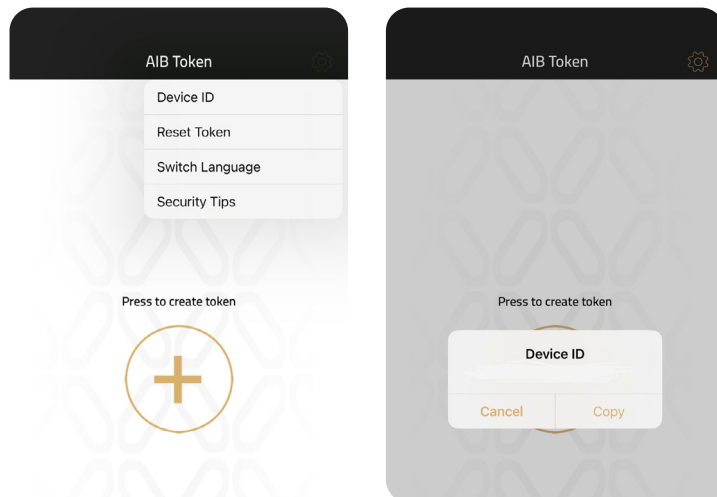 AIB Token
Device ID
Reset Token
Switch Language
Security Tips
Press to create token
AIB Token
Press to create token
Device ID
Cancel
Copy